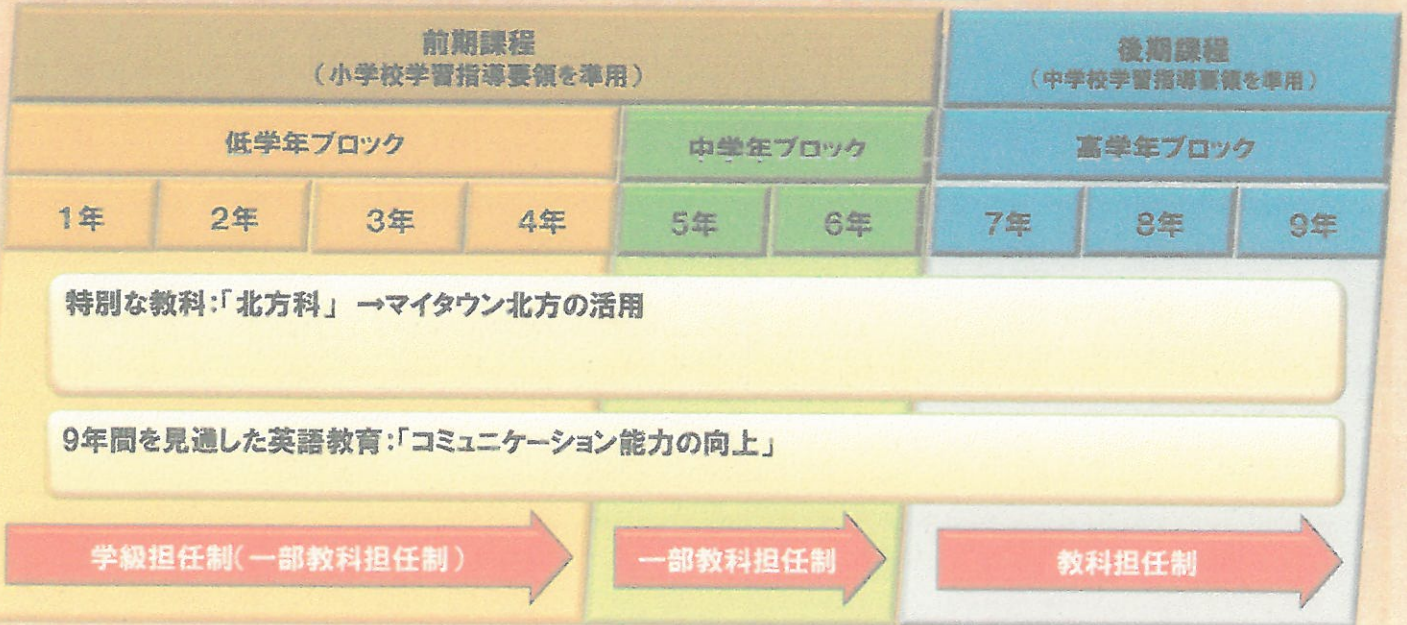 前期課程
(小学校学習指導要領を準用)
後期課程
(中学校学習指導要領を準用)
低学年ブロック
中学年ブロック
高学年ブロック
1年 2年 3年 4年 5年 6年 7年 8年 9年
特別な教科:「北方科」 →マイタウン北方の活用
9年間を見通した英語教育:「コミュニケーション能力の向上」
学級担任制(一部教科担任制)
一部教科担任制
教科担任制